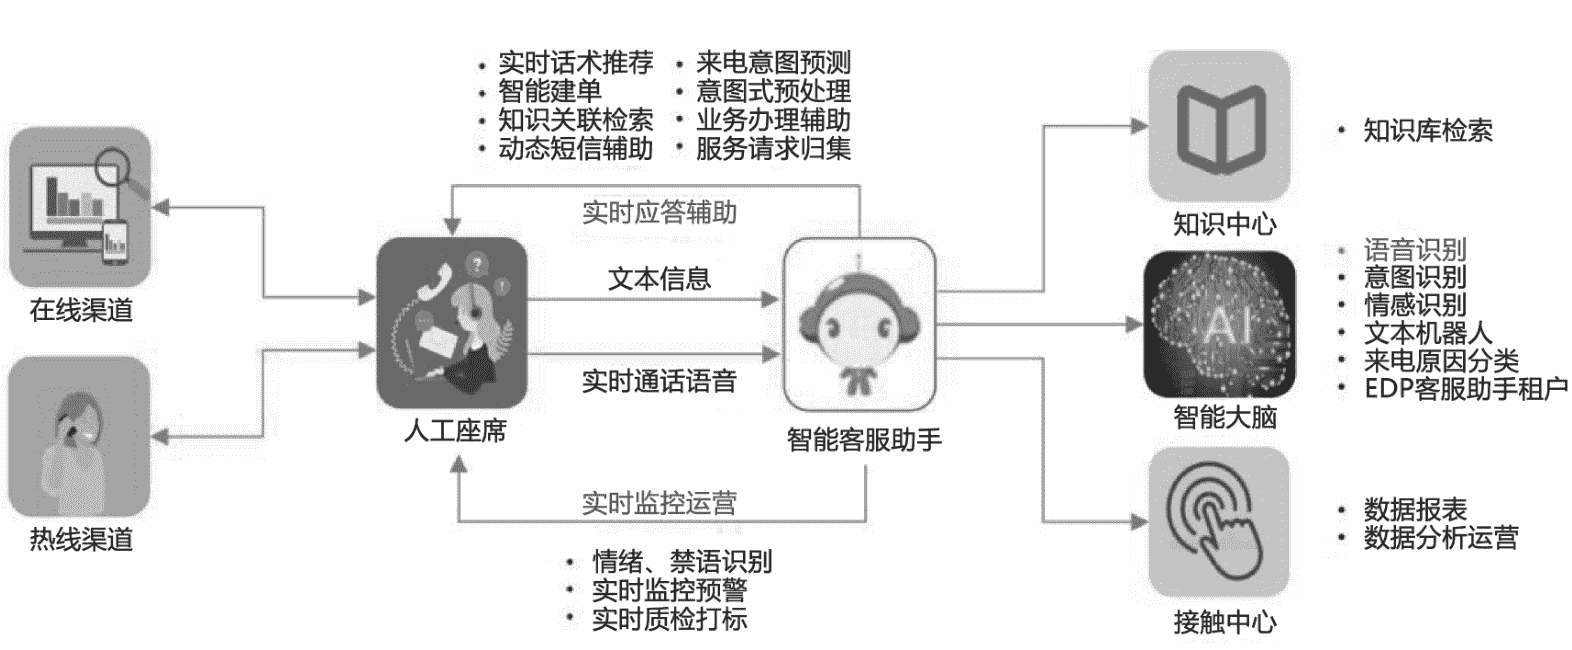 • 实时话术推荐
• 智能建单
• 知识关联检索
• 动态短信辅助
• 来电意图预测
• 意图式预处理
• 业务办理辅助
• 服务请求归集
在线渠道
热线渠道
人工座席
实时应答辅助
文本信息
实时通话语音
实时监控运营
• 情绪、禁语识别
• 实时监控预警
• 实时质检打标
智能客服助手
知识中心
• 知识库检索
AI
智能大脑
• 语音识别
• 意图识别
• 情感识别
• 文本机器人
• 来电原因分类
• EDP客服助手租户
接触中心
• 数据报表
• 数据分析运营